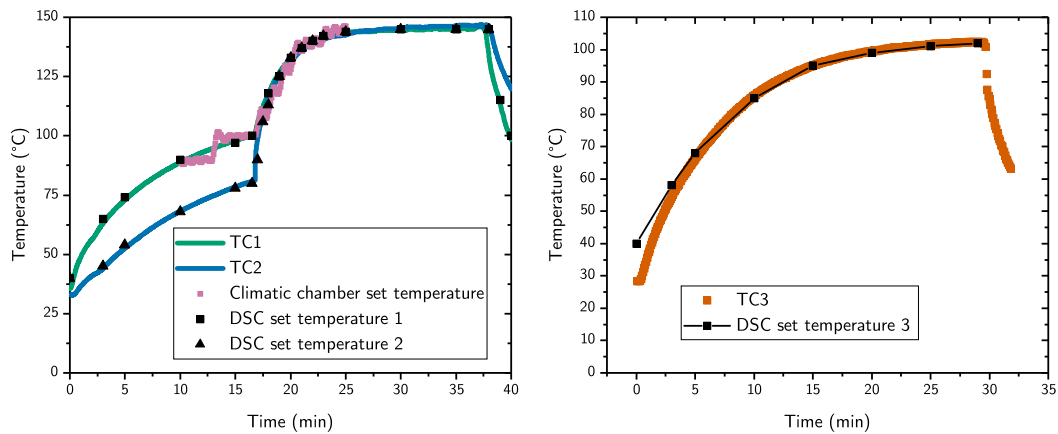 150
125
100
75
50
25
0
Temperature (°C)
TC1
TC2
Climatic chamber set temperature
DSC set temperature 1
DSC set temperature 2
0 5 10 15 20 25 30 35 40
Time (min)
110
100
90
80
70
60
50
40
30
20
10
0
Temperature (°C)
TC3
DSC set temperature 3
0 5 10 15 20 25 30 35
Time (min)